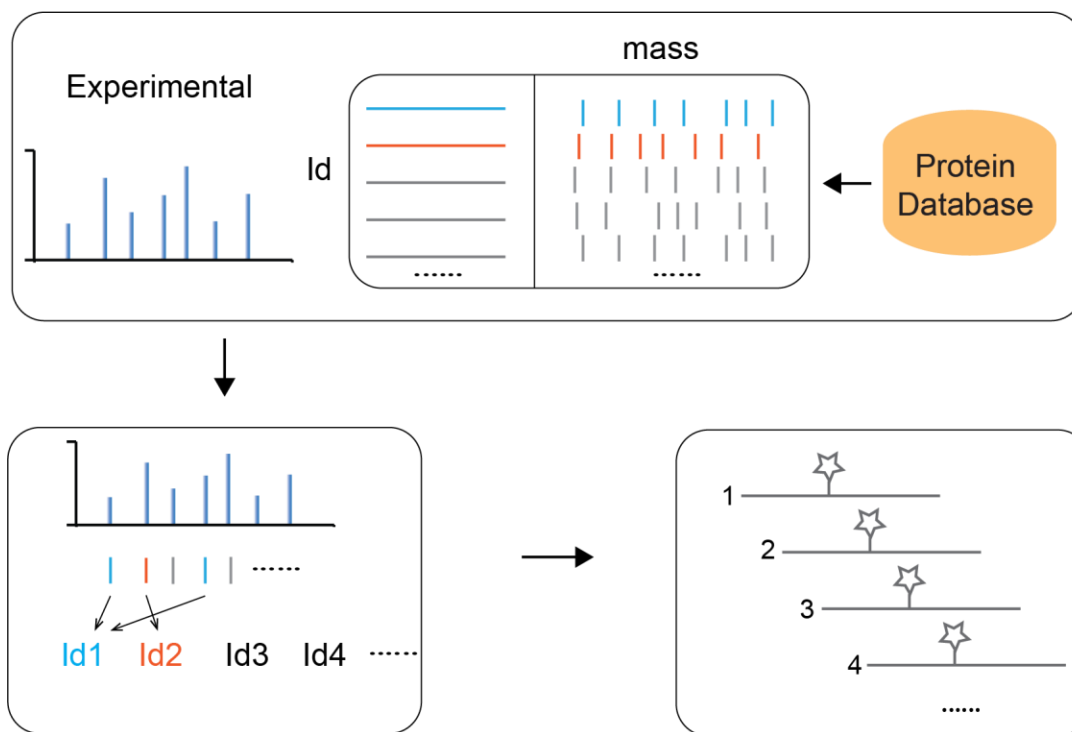 mass
Experimental
Id
Protein
Database
......
......
......
Id1 Id2 Id3 Id4 ......
1
2
3
4
......